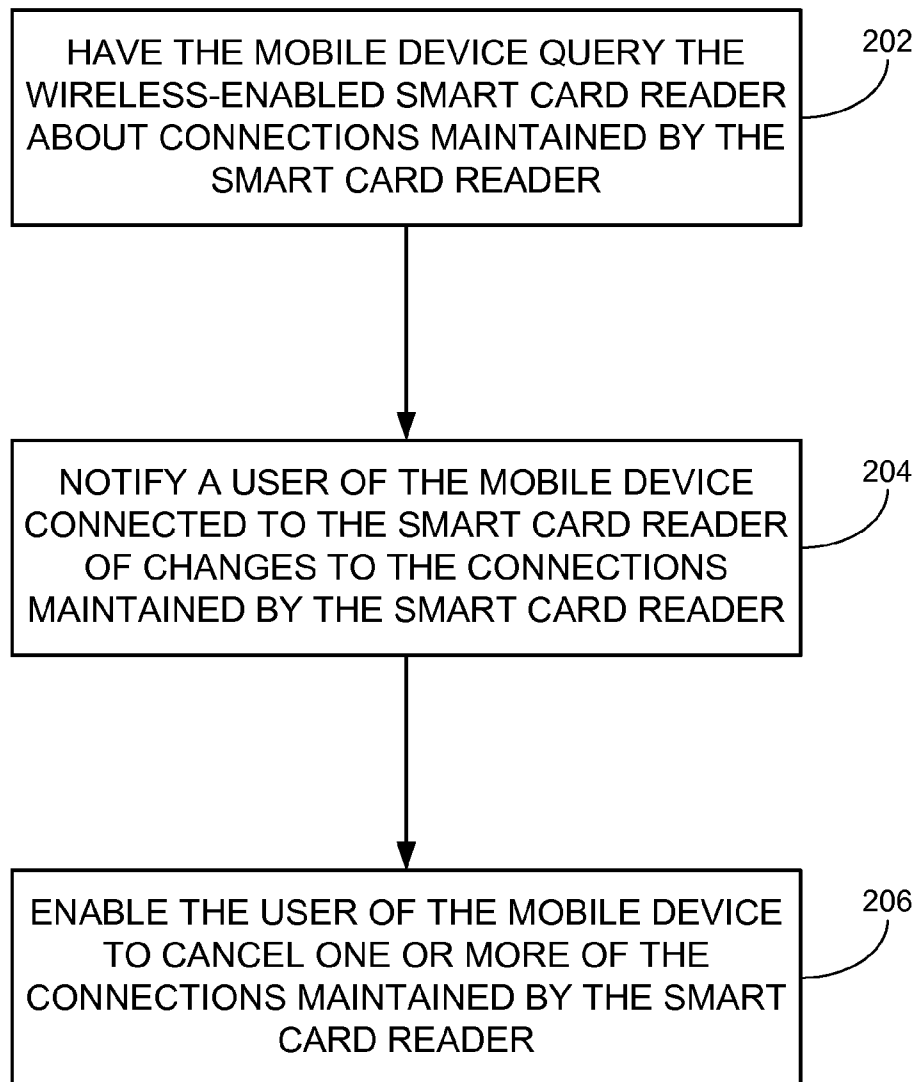 HAVE THE MOBILE DEVICE QUERY THE
WIRELESS-ENABLED SMART CARD READER
ABOUT CONNECTIONS MAINTAINED BY THE
SMART CARD READER
202
NOTIFY A USER OF THE MOBILE DEVICE
CONNECTED TO THE SMART CARD READER
OF CHANGES TO THE CONNECTIONS
MAINTAINED BY THE SMART CARD READER
204
ENABLE THE USER OF THE MOBILE DEVICE
TO CANCEL ONE OR MORE OF THE
CONNECTIONS MAINTAINED BY THE SMART
CARD READER
206